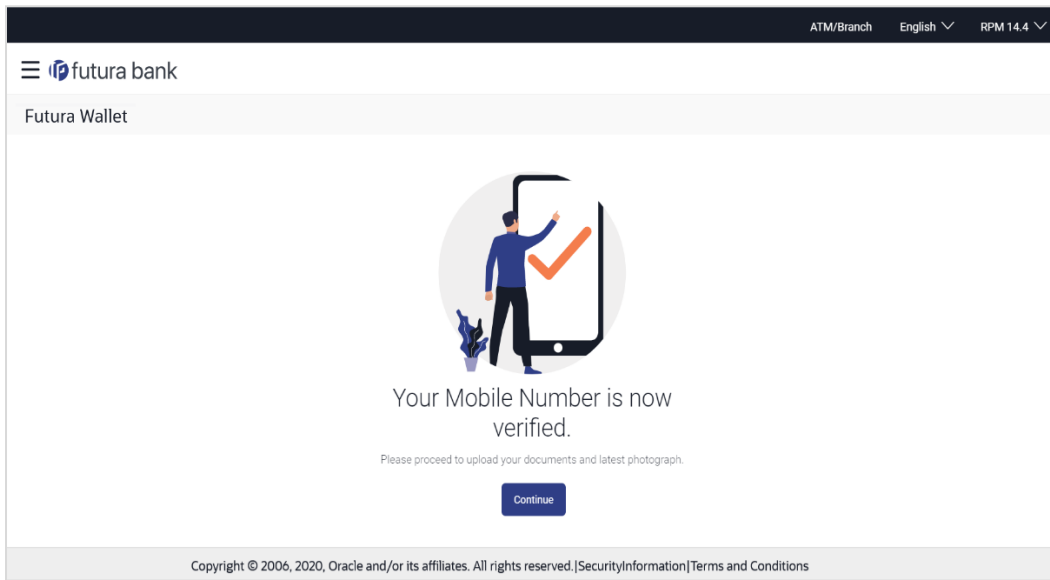 ATM/Branch English RPM 14.4
futura bank
Futura Wallet
Your Mobile Number is now
verified.
Please proceed to upload your documents and latest photograph.
Continue
Copyright © 2006, 2020, Oracle and/or its affiliates. All rights reserved.|SecurityInformation|Terms and Conditions